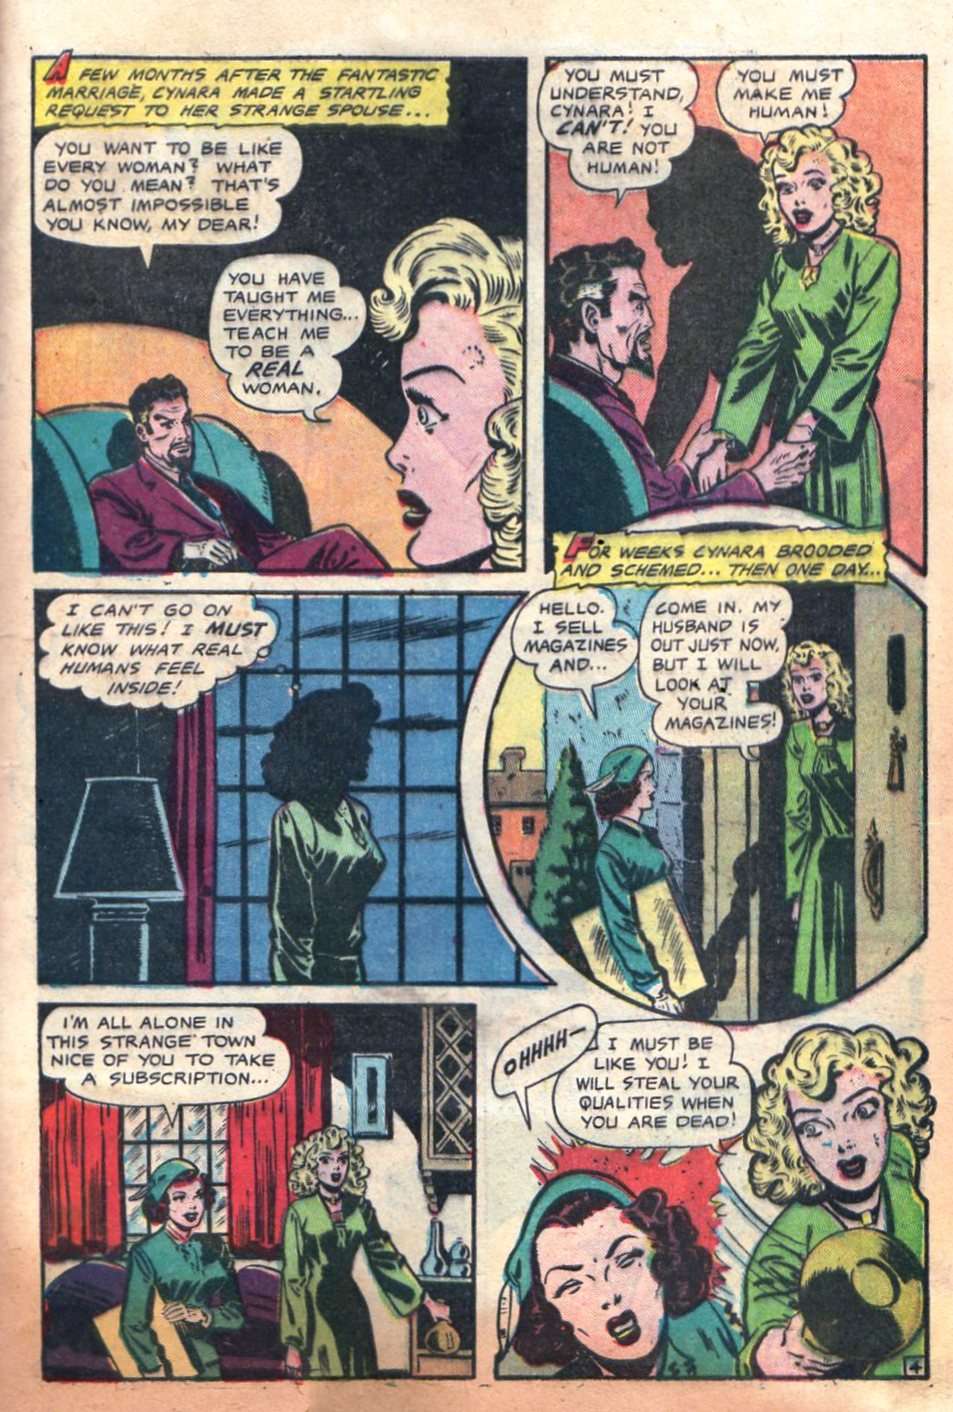 A FEW MONTHS AFTER THE FANTASTIC
MARRIAGE, CYNARA MADE A STARTLING
REQUEST TO HER STRANGE SPOUSE...
YOU WANT TO BE LIKE
EVERY WOMAN? WHAT
DO YOU MEAN? THAT'S
ALMOST IMPOSSIBLE
YOU KNOW, MY DEAR!
YOU HAVE
TAUGHT ME
EVERYTHING...
TEACH ME
TO BE A
REAL
WOMAN.
YOU MUST
UNDERSTAND,
CYNARA! I
CAN'T! YOU
ARE NOT
HUMAN!
YOU MUST
MAKE ME
HUMAN!
I CAN'T GO ON
LIKE THIS! I MUST
KNOW WHAT REAL
HUMANS FEEL
INSIDE!
FOR WEEKS CYNARA BROODED
AND SCHEMED... THEN ONE DAY...
HELLO.
I SELL
MAGAZINES
AND...
COME IN. MY
HUSBAND IS
OUT JUST NOW,
BUT I WILL
LOOK AT
YOUR
MAGAZINES!
I'M ALL ALONE IN
THIS STRANGE TOWN
NICE OF YOU TO TAKE
A SUBSCRIPTION...
OHHHH—
I MUST BE
LIKE YOU! I
WILL STEAL YOUR
QUALITIES WHEN
YOU ARE DEAD!
4